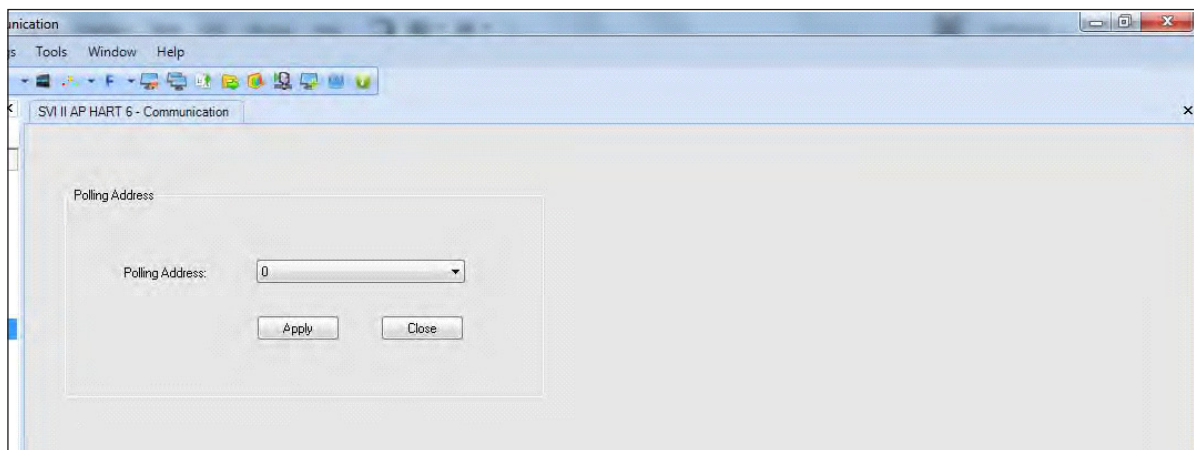 unication
s Tools Window Help
F
SVI II AP HART 6 - Communication
Polling Address
Polling Address: 0
Apply Close